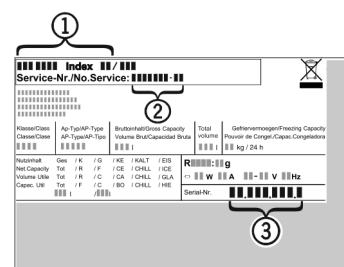 1
Index /
Service-Nr./No.Service: -
2
Klasse/Class Ap-Typ/AP-Type Bruttoinhalt/Gross Capacity Total Gefriervermoegen/Freezing Capacity
Classe/Clase AP-Type/AP-Tipo Volume Brut/Capacidad Bruta volume Pouvoir de Congel./Capac.Congeladora
l l kg / 24 h
Nutzinhalt Ges / K / G / KE / KALT / EIS
Net Capacity Tot / R / F / CE / CHILL / ICE
Volume Utile Tot / R / C / CA / CHILL / GLA
Capac. Util Tot / F / C / BO / CHILL / HIE
l / l
R : g
W A - V Hz
Serial-Nr. . . .
3